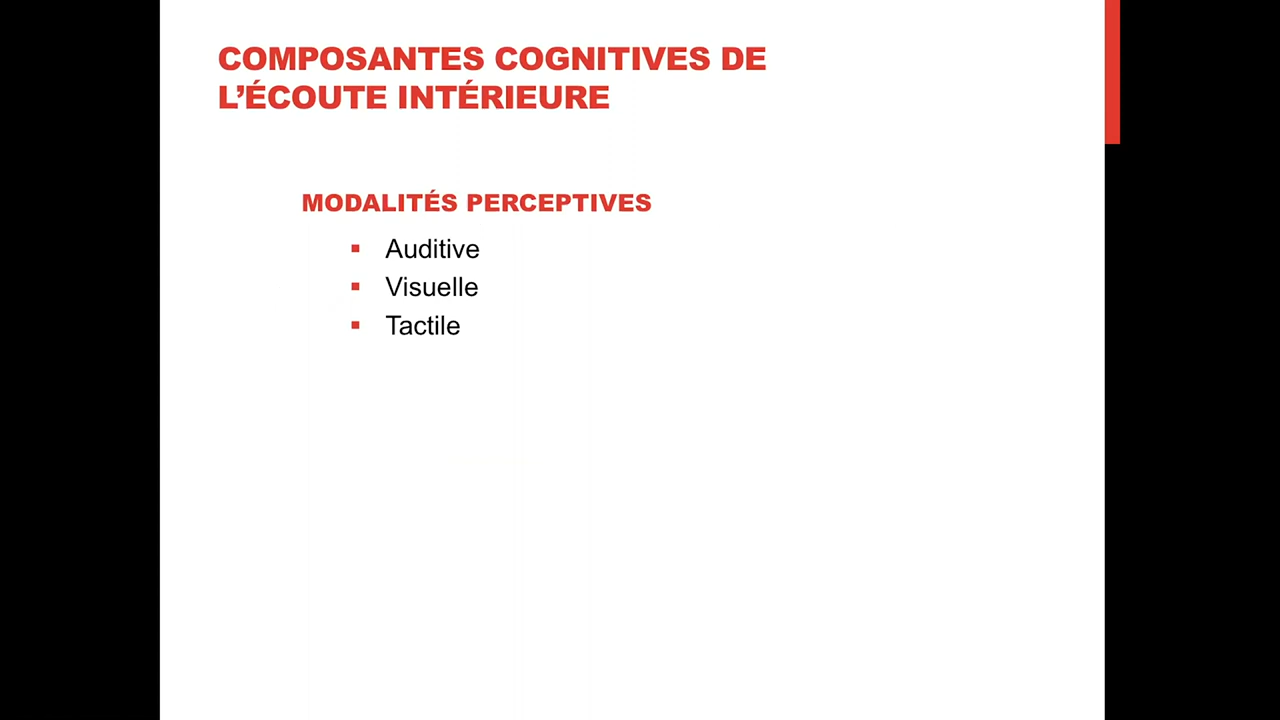 COMPOSANTES COGNITIVES DE
L’ÉCOUTE INTÉRIEURE
MODALITÉS PERCEPTIVES
▪ Auditive
▪ Visuelle
▪ Tactile